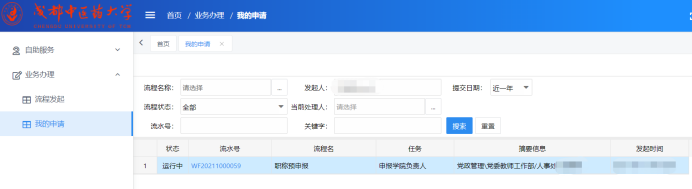 成都中医药大学
首页 / 业务办理 / 我的申请
自助服务
业务办理
流程发起
我的申请
首页 我的申请 ×
流程名称: 请选择 ... 发起人: 提交日期: 近一年
流程状态: 全部 当前处理人: 请选择 ...
流水号: 关键字: 搜索 重置
状态 流水号 流程名 任务 摘要信息 发起时间
1 运行中 WF20211000059 职称预申报 申报学院负责人 党政管理\党委教师工作部/人事处